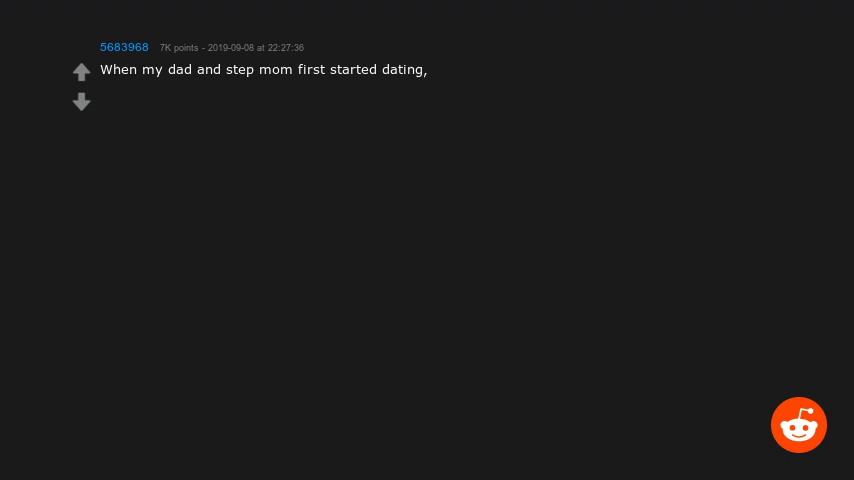 5683968 7K points - 2019-09-08 at 22:27:36
When my dad and step mom first started dating,